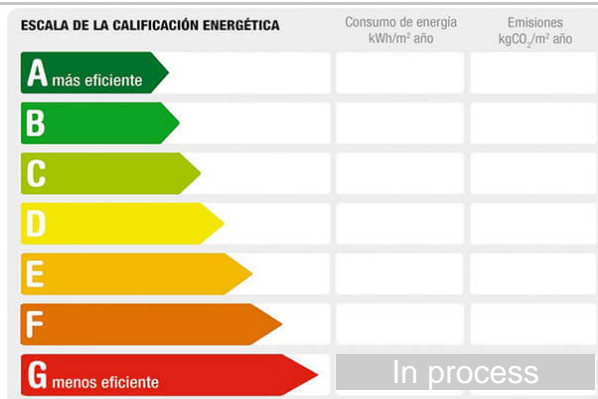 ESCALA DE LA CALIFICACIÓN ENERGÉTICA
Consumo de energía
kWh/m² año
Emisiones
kgCO₂/m² año
A más eficiente
B
C
D
E
F
G menos eficiente
In process